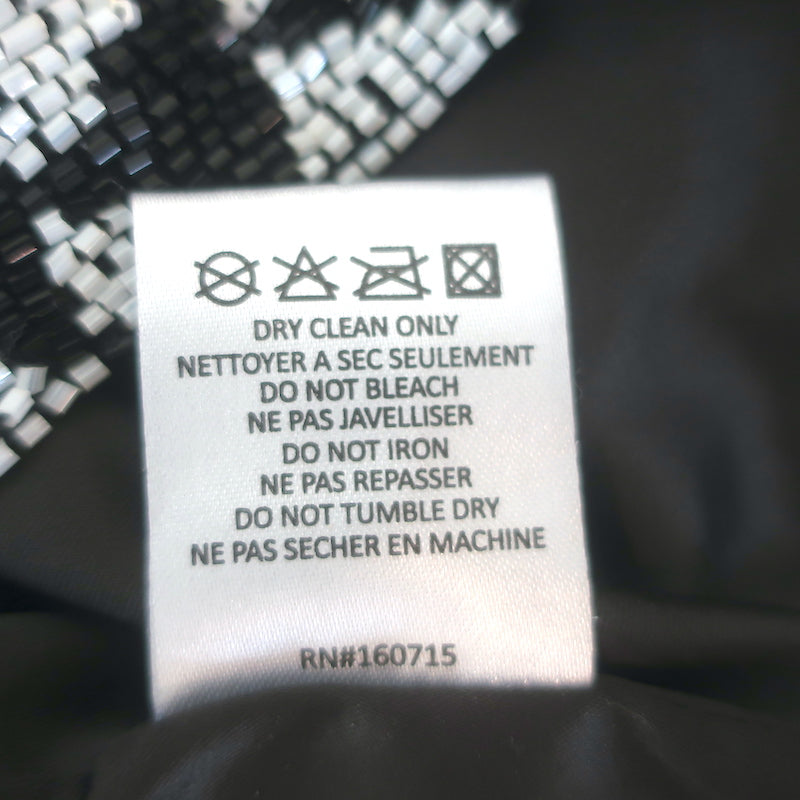 DRY CLEAN ONLY
NETTOYER A SEC SEULEMENT
DO NOT BLEACH
NE PAS JAVELLISER
DO NOT IRON
NE PAS REPASSER
DO NOT TUMBLE DRY
NE PAS SECHER EN MACHINE
RN#160715